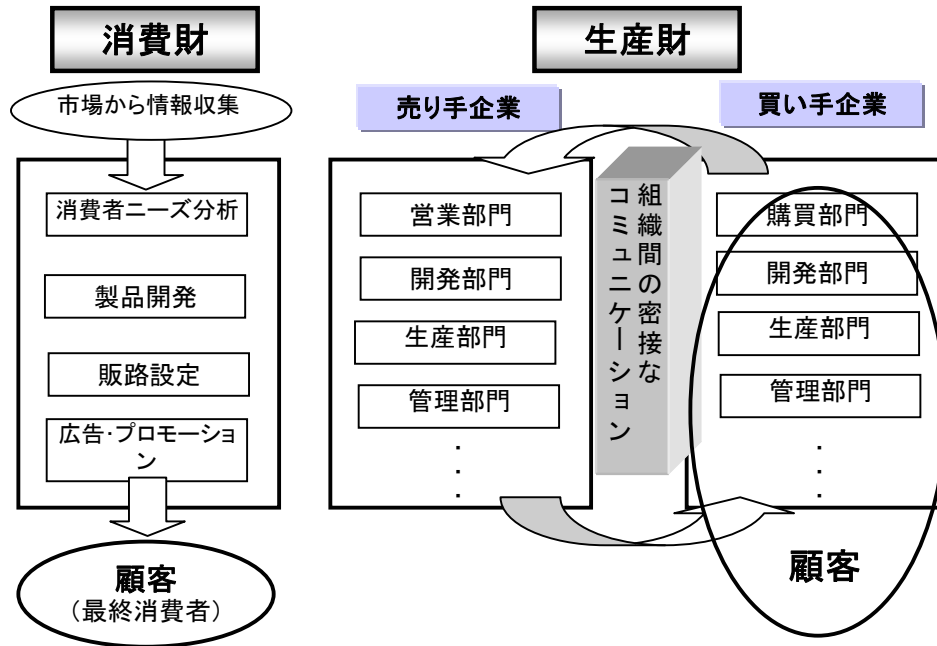 消費財
市場から情報収集
消費者ニーズ分析
製品開発
販路設定
広告・プロモーショ
ン
顧客
（最終消費者）
生産財
売り手企業
営業部門
開発部門
生産部門
管理部門
・
・
・
組織間の密接な
コミュニケーション
買い手企業
購買部門
開発部門
生産部門
管理部門
・
・
・
顧客